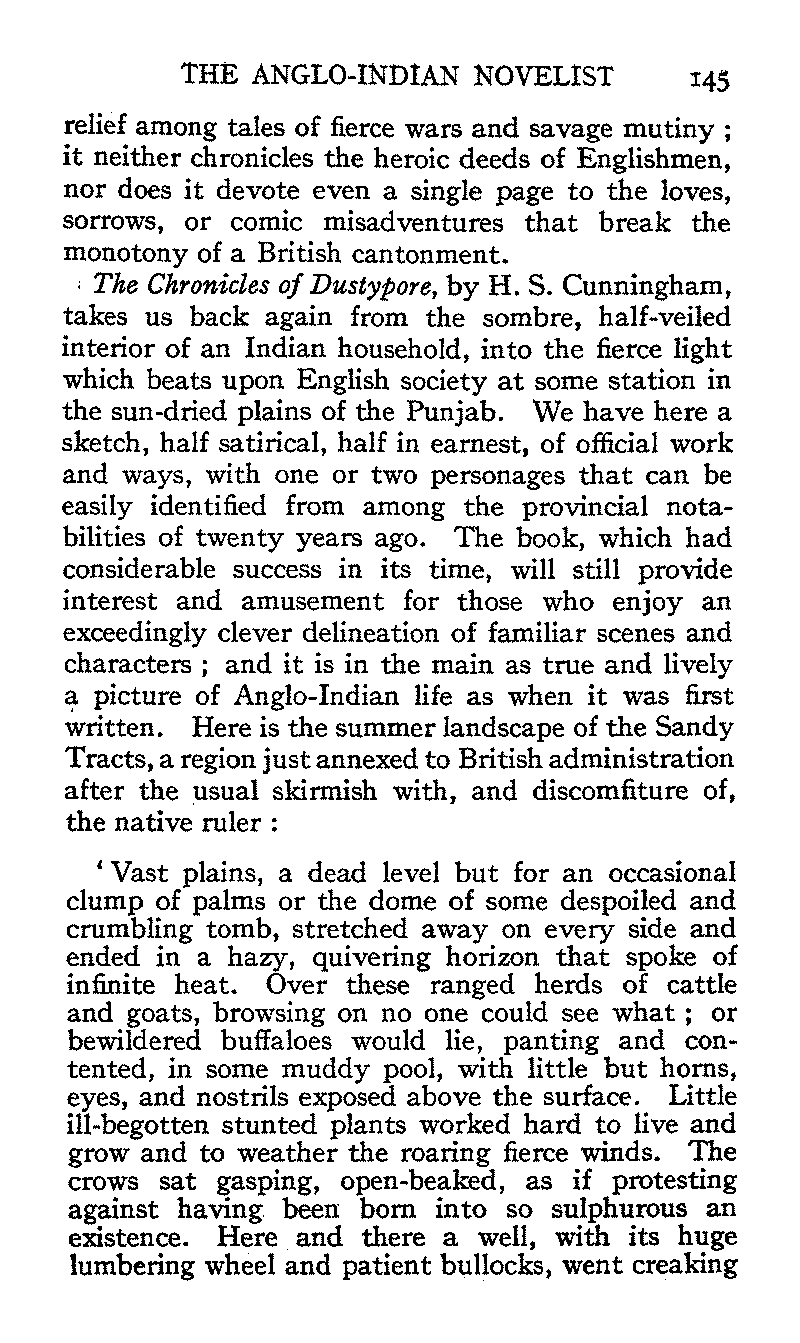 THE ANGLO-INDIAN NOVELIST 145
relief among tales of fierce wars and savage mutiny ;
it neither chronicles the heroic deeds of Englishmen,
nor does it devote even a single page to the loves,
sorrows, or comic misadventures that break the
monotony of a British cantonment.
The Chronicles of Dustypore, by H. S. Cunningham,
takes us back again from the sombre, half-veiled
interior of an Indian household, into the fierce light
which beats upon English society at some station in
the sun-dried plains of the Punjab. We have here a
sketch, half satirical, half in earnest, of official work
and ways, with one or two personages that can be
easily identified from among the provincial nota-
bilities of twenty years ago. The book, which had
considerable success in its time, will still provide
interest and amusement for those who enjoy an
exceedingly clever delineation of familiar scenes and
characters ; and it is in the main as true and lively
a picture of Anglo-Indian life as when it was first
written. Here is the summer landscape of the Sandy
Tracts, a region just annexed to British administration
after the usual skirmish with, and discomfiture of,
the native ruler :
‘ Vast plains, a dead level but for an occasional
clump of palms or the dome of some despoiled and
crumbling tomb, stretched away on every side and
ended in a hazy, quivering horizon that spoke of
infinite heat. Over these ranged herds of cattle
and goats, browsing on no one could see what ; or
bewildered buffaloes would lie, panting and con-
tented, in some muddy pool, with little but horns,
eyes, and nostrils exposed above the surface. Little
ill-begotten stunted plants worked hard to live and
grow and to weather the roaring fierce winds. The
crows sat gasping, open-beaked, as if protesting
against having been born into so sulphurous an
existence. Here and there a well, with its huge
lumbering wheel and patient bullocks, went creaking